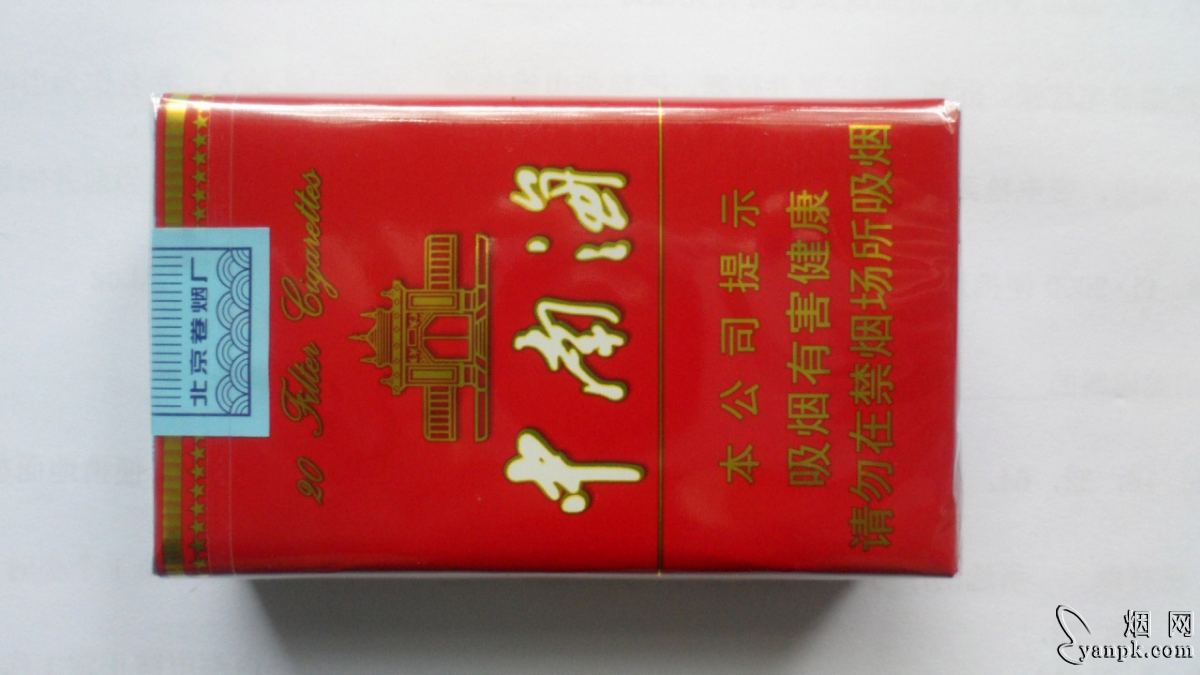 北京卷烟厂
20 Filter Cigarettes
中南海
本公司提示
吸烟有害健康
请勿在禁烟场所吸烟
烟网
yanpk.com